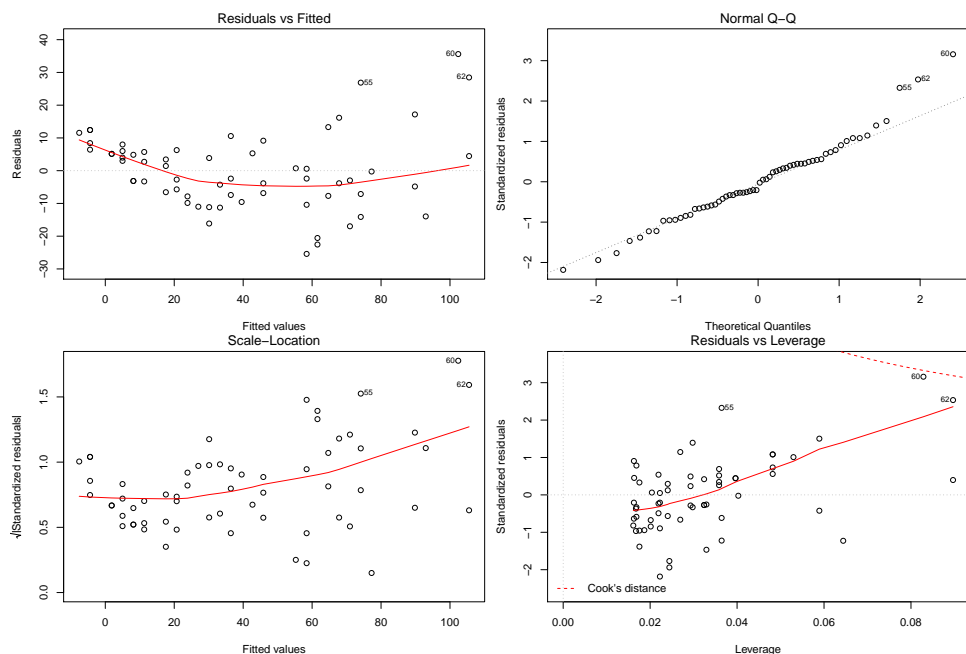 Residuals vs Fitted
Residuals
40
30
20
10
0
−10
−20
−30
60
62
55
0 20 40 60 80 100
Fitted values
Normal Q−Q
Standardized residuals
3
2
1
0
−1
−2
60
62
55
−2 −1 0 1 2
Theoretical Quantiles
Scale−Location
√|Standardized residuals|
1.5
1.0
0.5
0.0
60
62
55
0 20 40 60 80 100
Fitted values
Residuals vs Leverage
Standardized residuals
3
2
1
0
−1
−2
60
62
55
Cook's distance
0.00 0.02 0.04 0.06 0.08
Leverage